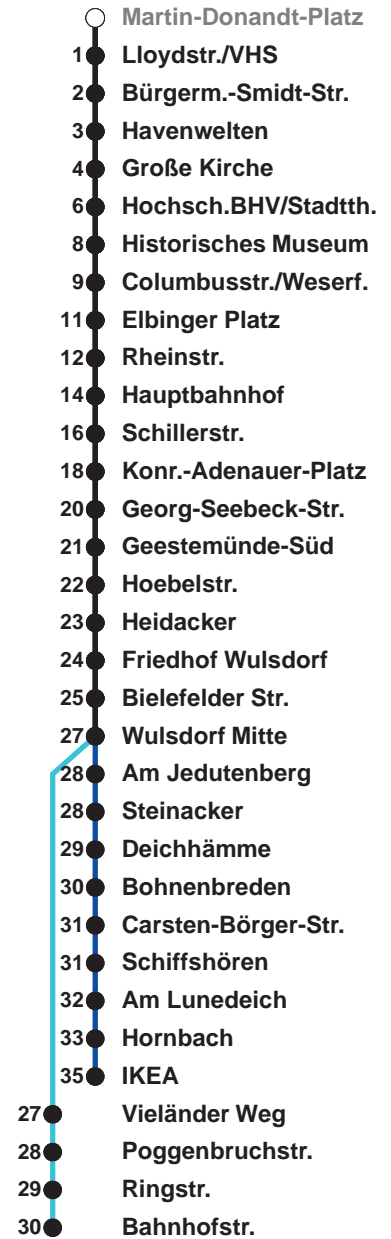 Martin-Donandt-Platz
1 Lloydstr./VHS
2 Bürgerm.-Smidt-Str.
3 Havenwelten
4 Große Kirche
6 Hochsch.BHV/Stadtth.
8 Historisches Museum
9 Columbusstr./Weserf.
11 Elbinger Platz
12 Rheinstr.
14 Hauptbahnhof
16 Schillerstr.
18 Konr.-Adenauer-Platz
20 Georg-Seebeck-Str.
21 Geestemünde-Süd
22 Hoebelstr.
23 Heidacker
24 Friedhof Wulsdorf
25 Bielefelder Str.
27 Wulsdorf Mitte
28 Am Jedutenberg
28 Steinacker
29 Deichhämme
30 Bohnenbreden
31 Carsten-Börger-Str.
31 Schiffshören
32 Am Lunedeich
33 Hornbach
35 IKEA
27 Vieländer Weg
28 Poggenbruchstr.
29 Ringstr.
30 Bahnhofstr.